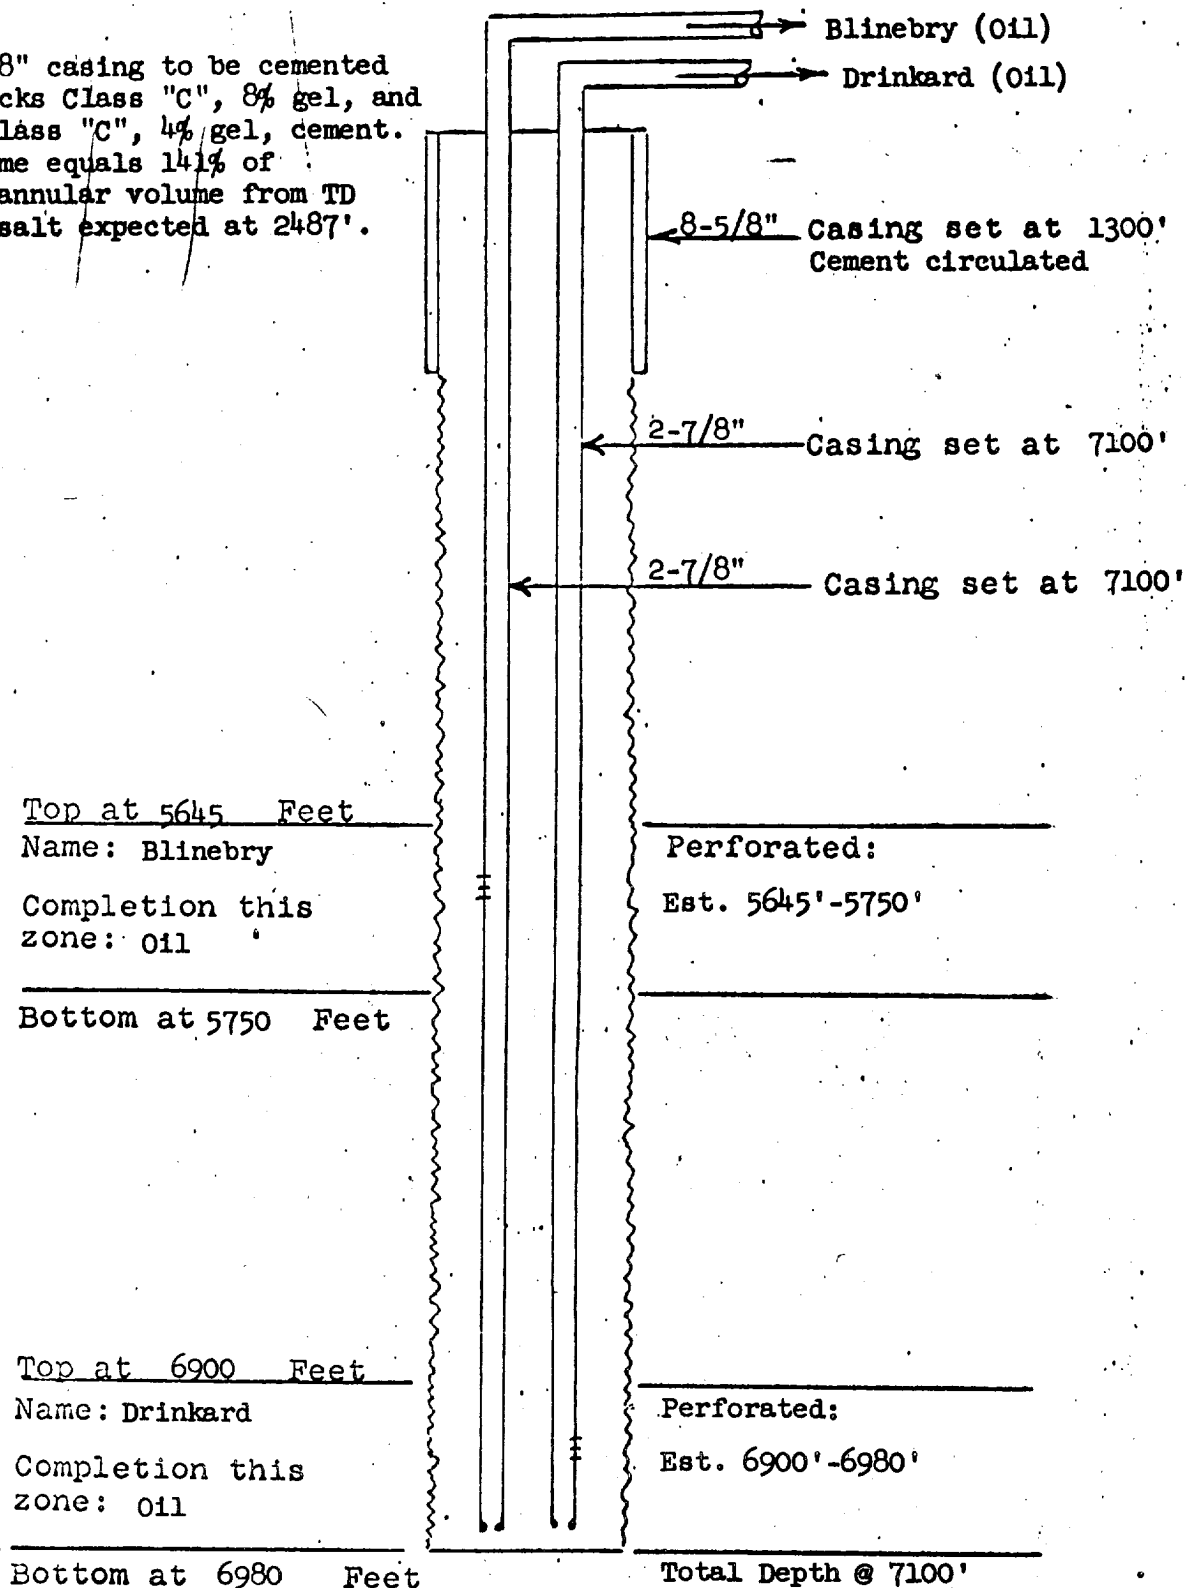 Blinebry (Oil)
Drinkard (Oil)
8" casing to be cemented
cks Class "C", 8% gel, and
lass "C", 4% gel, cement.
me equals 141% of
annular volume from TD
salt expected at 2487'.
8-5/8" Casing set at 1300'
Cement circulated
2-7/8" Casing set at 7100'
2-7/8" Casing set at 7100'
Top at 5645 Feet
Name: Blinebry
Completion this
zone: Oil
Perforated:
Est. 5645'-5750'
Bottom at 5750 Feet
Top at 6900 Feet
Name: Drinkard
Completion this
zone: Oil
Perforated:
Est. 6900'-6980'
Bottom at 6980 Feet
Total Depth @ 7100'